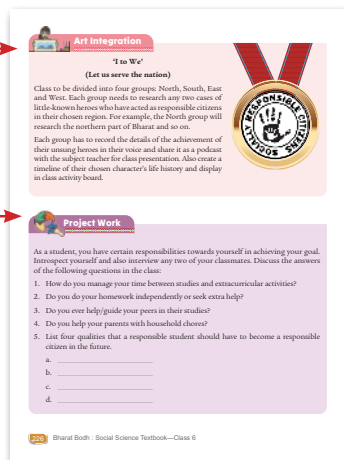 Art Integration
'I to We'
(Let us serve the nation)
Class to be divided into four groups: North, South, East
and West. Each group needs to research any two cases of
little-known heroes who have acted as responsible citizens
in their chosen region. For example, the North group will
research the northern part of Bharat and so on.
Each group has to record the details of the achievement of
their unsung heroes in their voice and share it as a podcast
with the subject teacher for class presentation. Also create a
timeline of their chosen character's life history and display
in class activity board.
SOCIALLY RESPONSIBLE CITIZENS
Project Work
As a student, you have certain responsibilities towards yourself in achieving your goal.
Introspect yourself and also interview any two of your classmates. Discuss the answers
of the following questions in the class:
1. How do you manage your time between studies and extracurricular activities?
2. Do you do your homework independently or seek extra help?
3. Do you ever help/guide your peers in their studies?
4. Do you help your parents with household chores?
5. List four qualities that a responsible student should have to become a responsible
citizen in the future.
a.
b.
c.
d.
226 Bharat Bodh : Social Science Textbook—Class 6